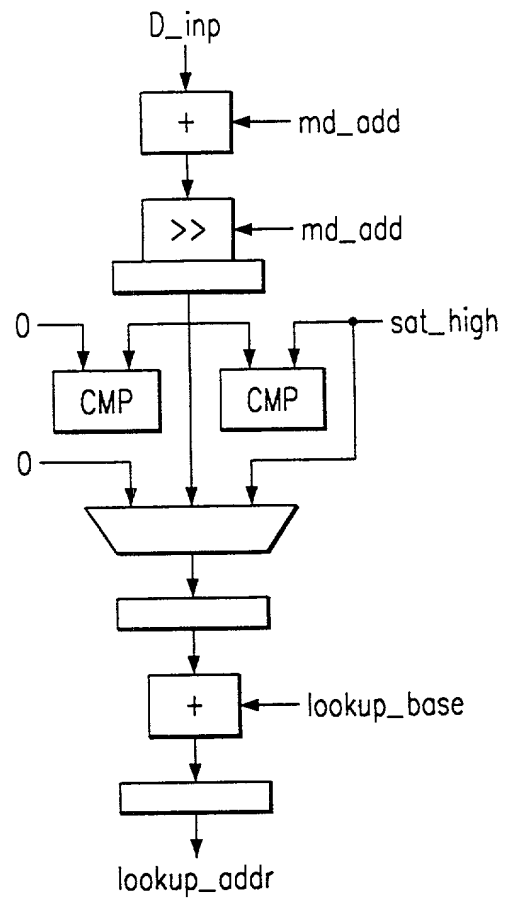 D_inp
+
md_add
>>
md_add
0
sat_high
CMP
CMP
0
+
lookup_base
lookup_addr